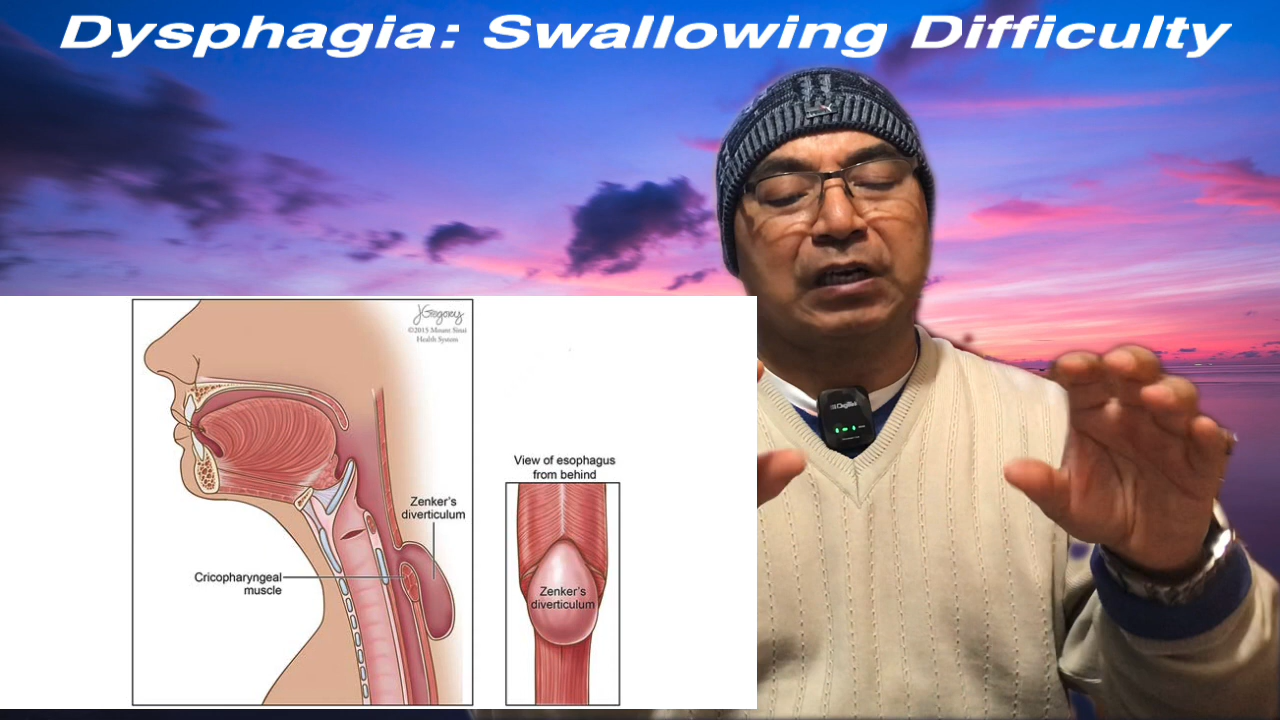 Dysphagia: Swallowing Difficulty
JGregory
©2015 Mount Sinai
Health System
View of esophagus
from behind
Zenker's
diverticulum
Cricopharyngeal
muscle
Zenker's
diverticulum